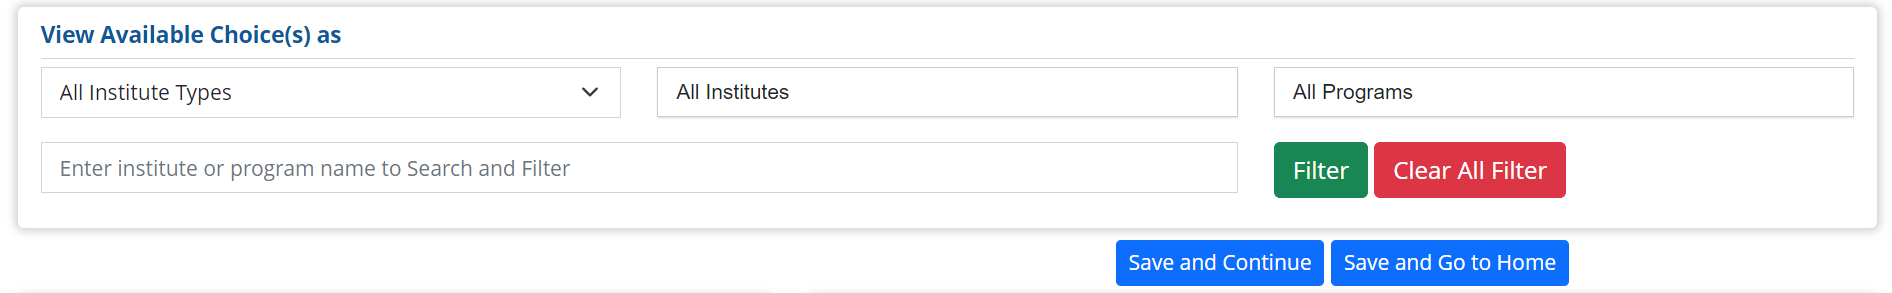 View Available Choice(s) as
All Institute Types
All Institutes
All Programs
Enter institute or program name to Search and Filter
Filter
Clear All Filter
Save and Continue
Save and Go to Home